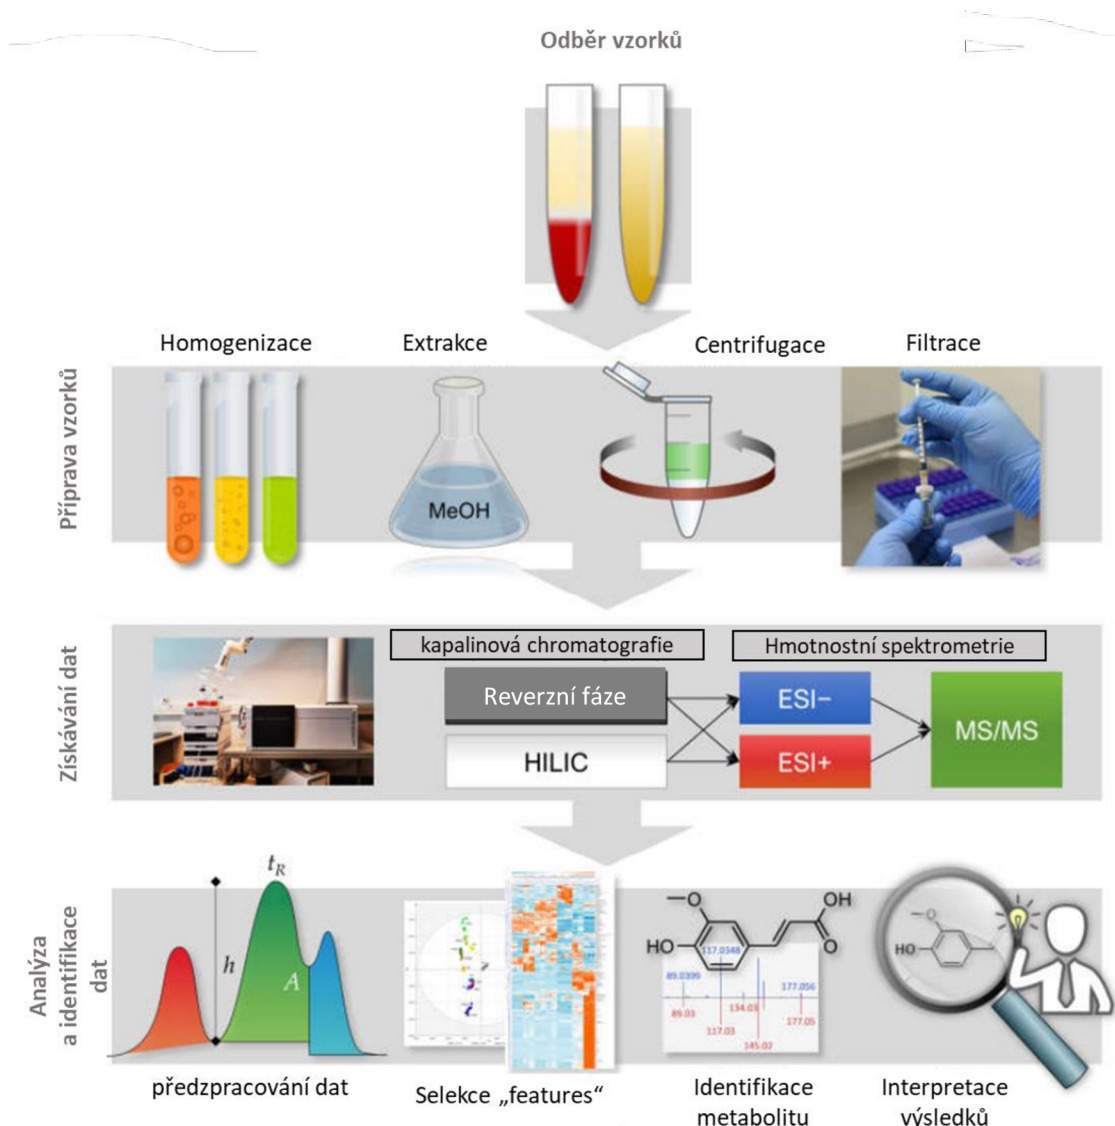 Odběr vzorků
Homogenizace
Extrakce
Centrifugace
Filtrace
Příprava vzorků
MeOH
Získávání dat
kapalinová chromatografie
Hmotnostní spektrometrie
Reverzní fáze
ESI−
MS/MS
HILIC
ESI+
Analýza
a identifikace
dat
t_R
h
A
OH
O
O
HO
117.0348
89.0399
177.056
89.03
134.03
117.03
177.05
145.02
O
HO
předzpracování dat
Selekce „features“
Identifikace
metabolitu
Interpretace
výsledků